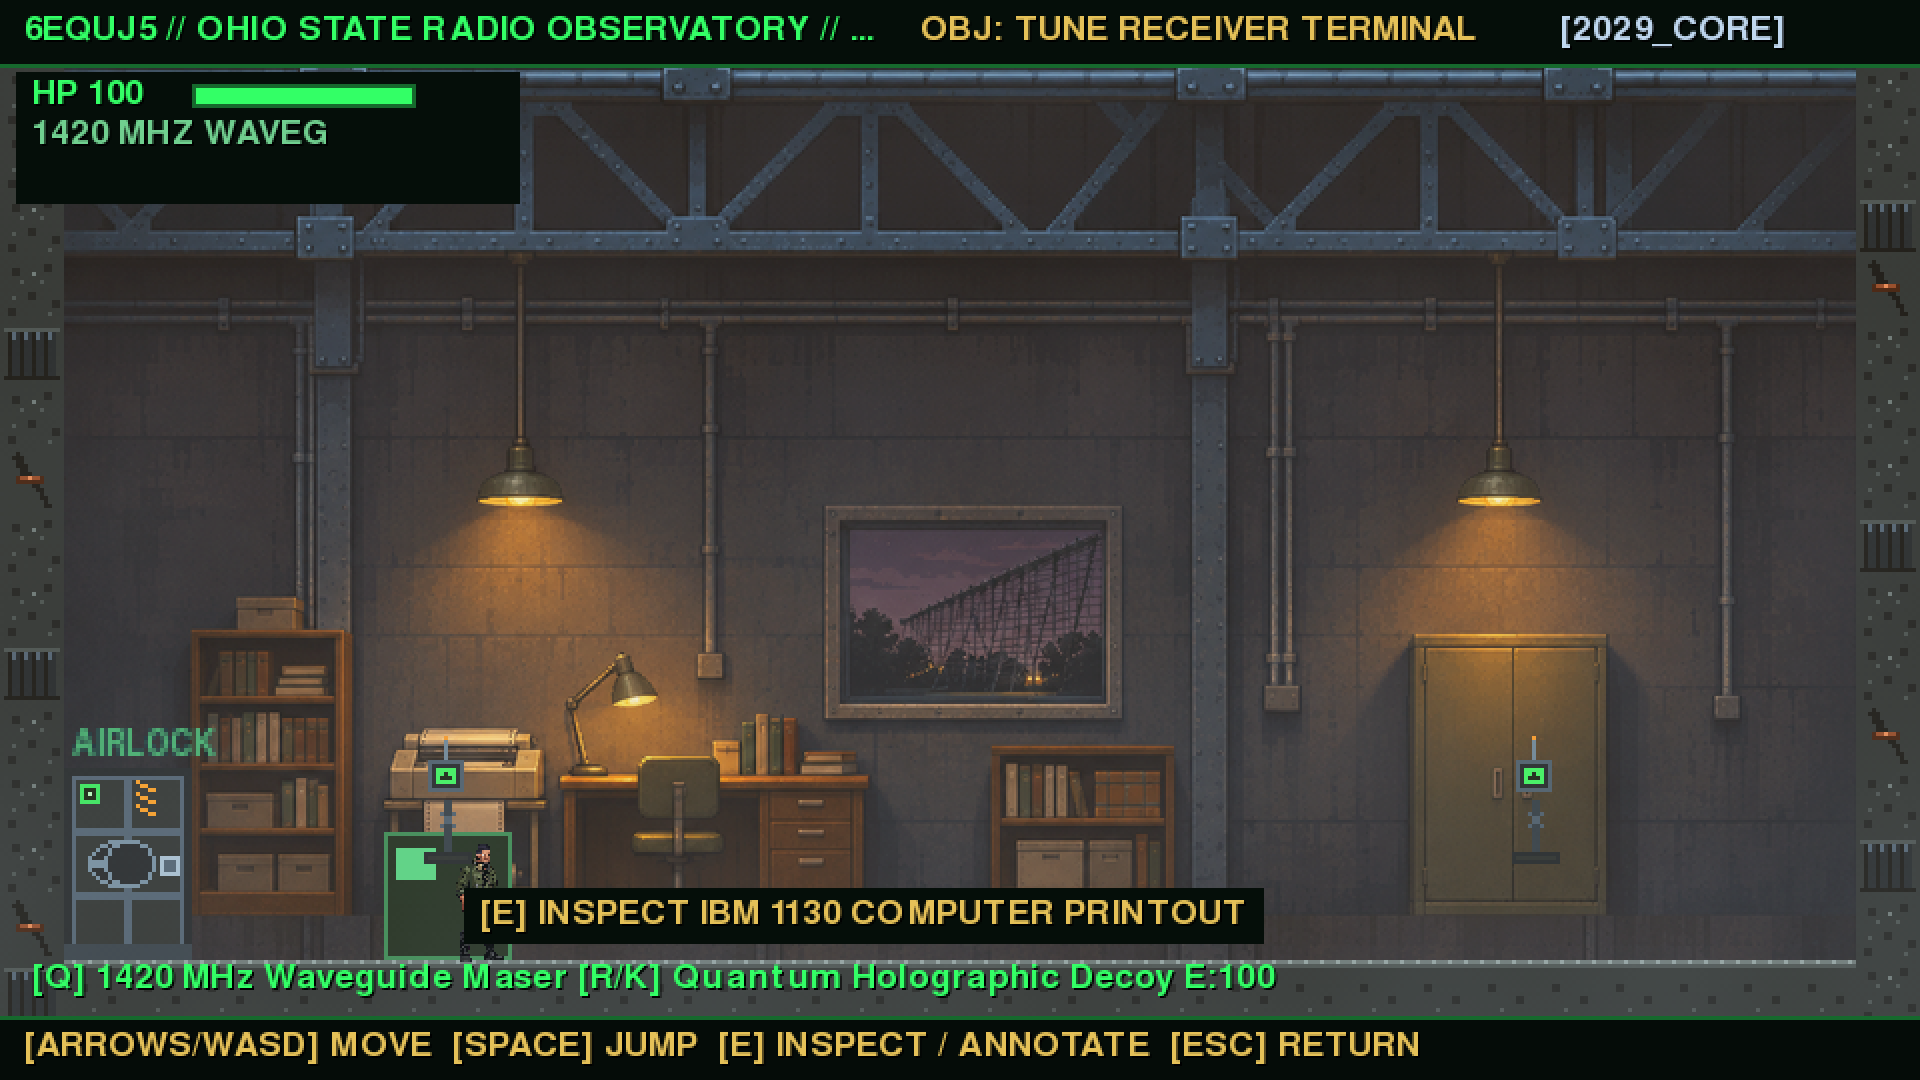 6EQUJ5 // OHIO STATE RADIO OBSERVATORY // ...
OBJ: TUNE RECEIVER TERMINAL
[2029_CORE]
HP 100
1420 MHZ WAVEG
AIRLOCK
[E] INSPECT IBM 1130 COMPUTER PRINTOUT
[Q] 1420 MHz Waveguide Maser [R/K] Quantum Holographic Decoy E:100
[ARROWS/WASD] MOVE [SPACE] JUMP [E] INSPECT / ANNOTATE [ESC] RETURN